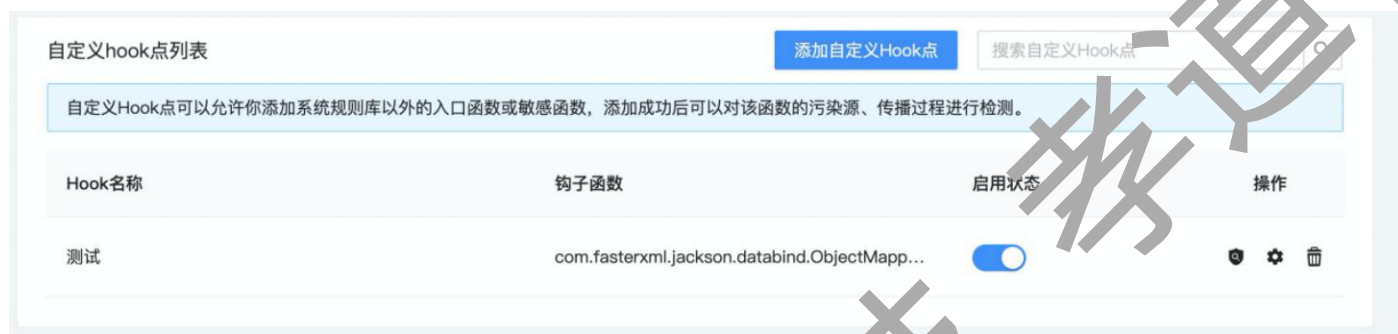 自定义hook点列表
添加自定义Hook点
搜索自定义Hook点
自定义Hook点可以允许你添加系统规则库以外的入口函数或敏感函数，添加成功后可以对该函数的污染源、传播过程进行检测。
Hook名称 钩子函数 启用状态 操作
测试 com.fasterxml.jackson.databind.ObjectMapp...
孝道